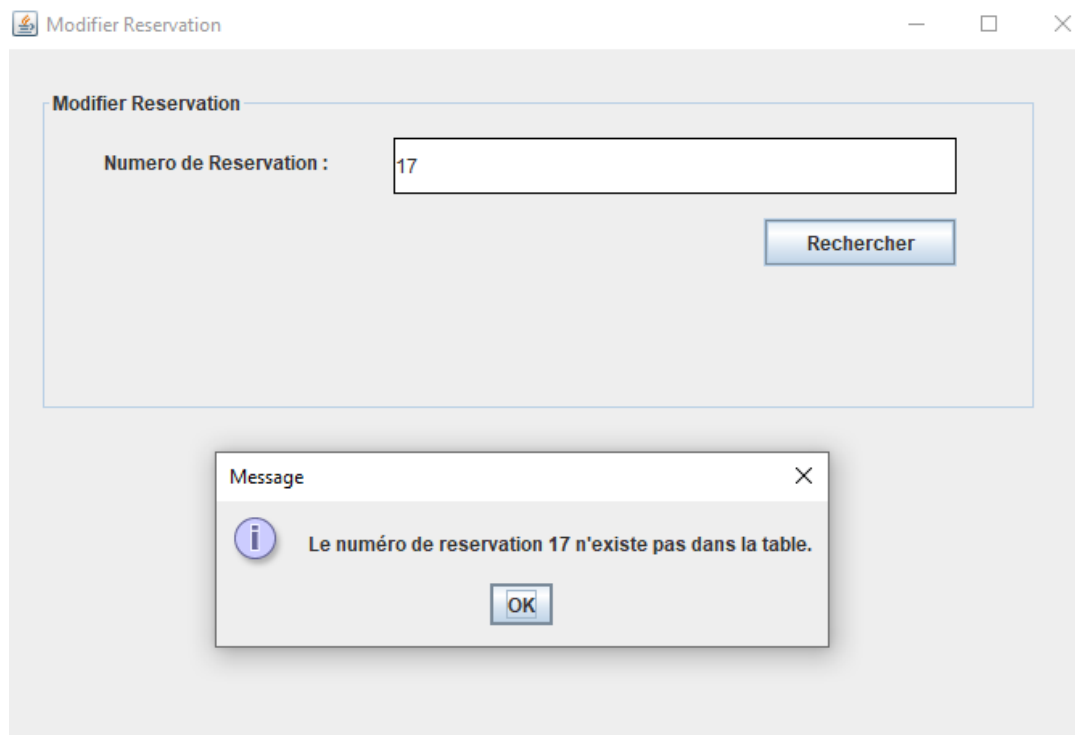 Modifier Reservation
Modifier Reservation
Numero de Reservation :
17
Rechercher
Message
i
Le numéro de reservation 17 n'existe pas dans la table.
OK